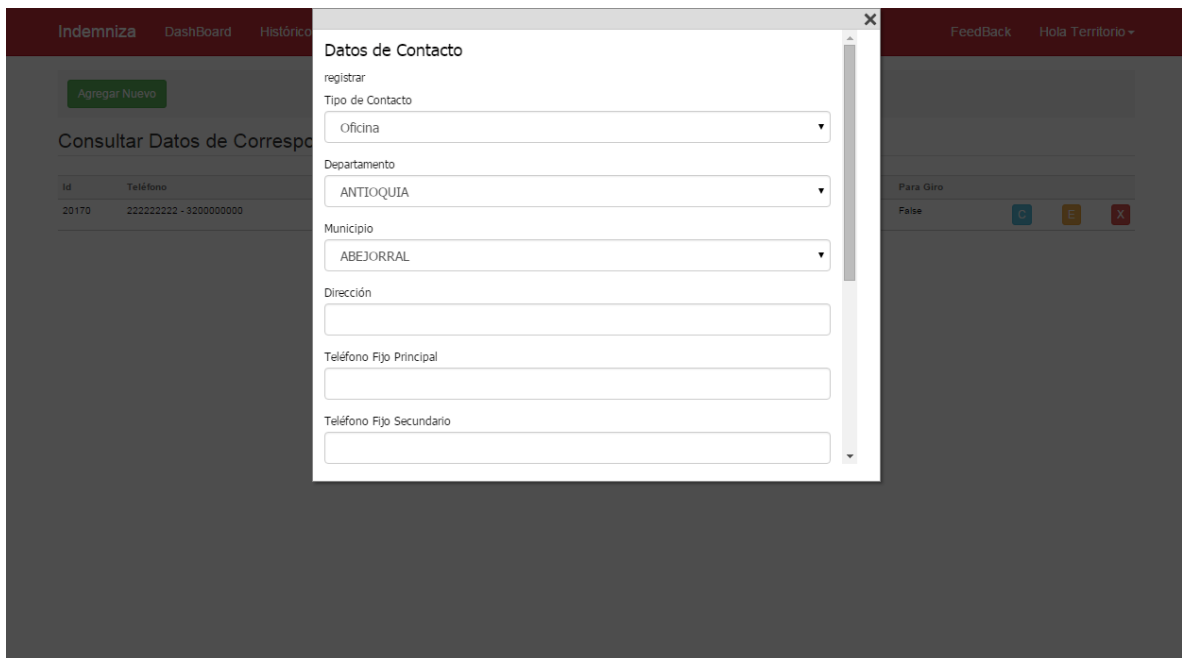 Indemniza DashBoard Histórico FeedBack Hola Territorio
Agregar Nuevo
Consultar Datos de Correspo
Id Teléfono Para Giro
20170 222222222 - 3200000000 False C E X
Datos de Contacto
registrar
Tipo de Contacto
Oficina
Departamento
ANTIOQUIA
Municipio
ABEJORRAL
Dirección
Teléfono Fijo Principal
Teléfono Fijo Secundario